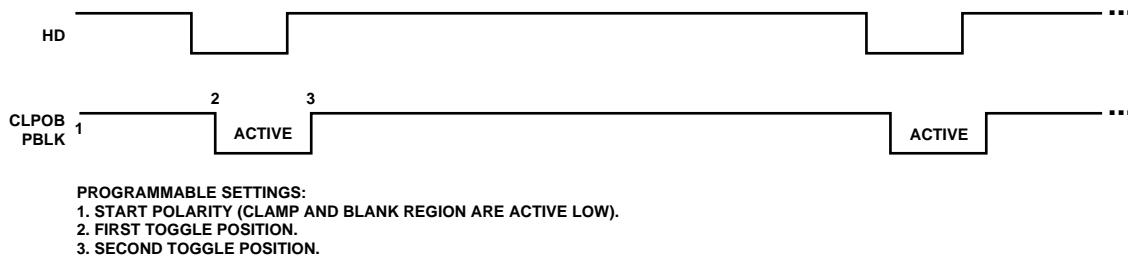 HD
2 3
CLPOB
PBLK 1 ACTIVE ACTIVE
PROGRAMMABLE SETTINGS:
1. START POLARITY (CLAMP AND BLANK REGION ARE ACTIVE LOW).
2. FIRST TOGGLE POSITION.
3. SECOND TOGGLE POSITION.